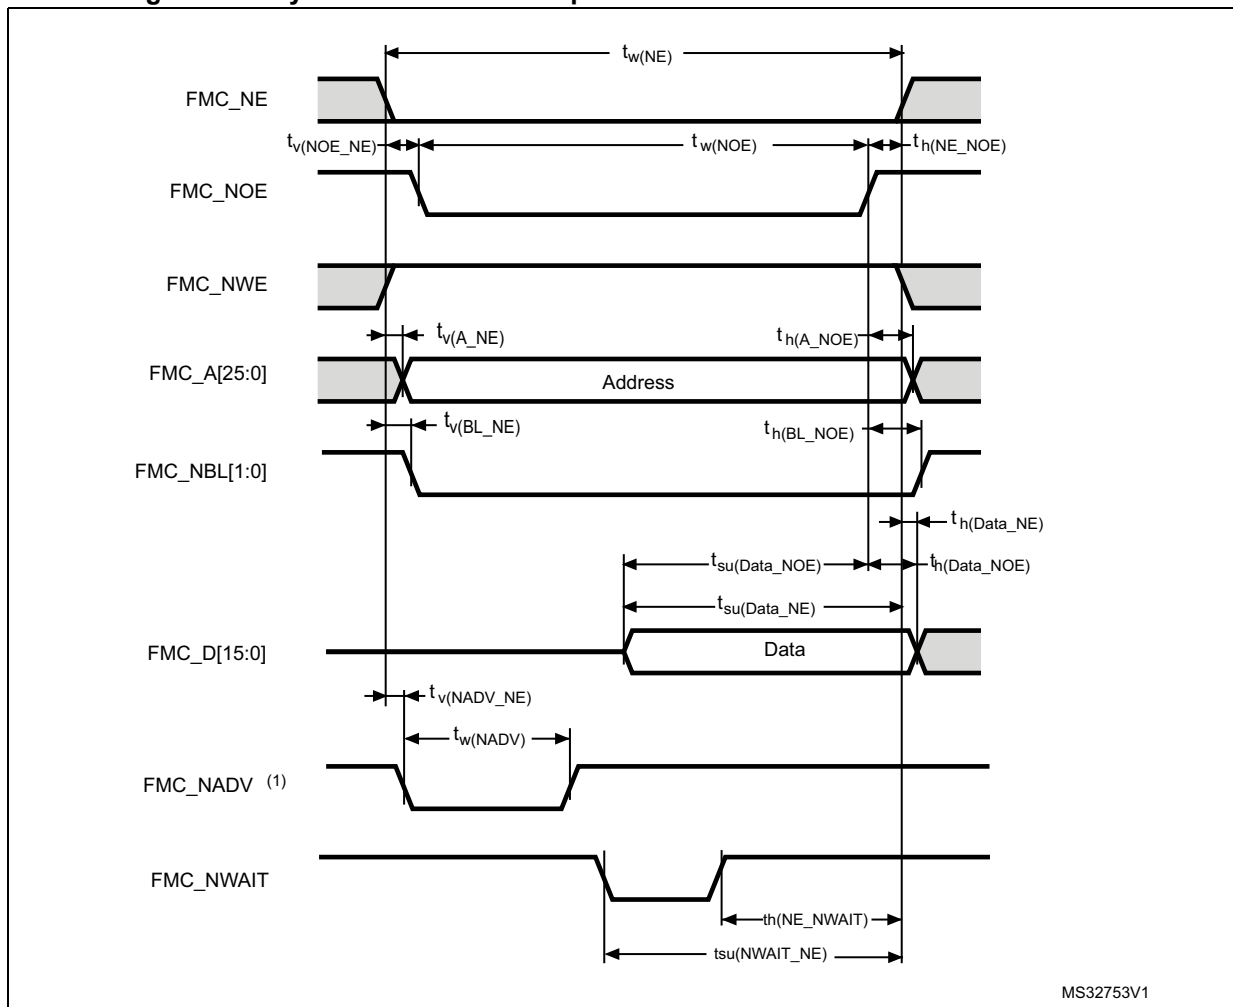 tw(NE)
FMC_NE
tv(NOE_NE)
tw(NOE)
th(NE_NOE)
FMC_NOE
FMC_NWE
tv(A_NE)
th(A_NOE)
FMC_A[25:0]
Address
tv(BL_NE)
th(BL_NOE)
FMC_NBL[1:0]
th(Data_NE)
tsu(Data_NOE)
th(Data_NOE)
tsu(Data_NE)
FMC_D[15:0]
Data
tv(NADV_NE)
tw(NADV)
FMC_NADV (1)
FMC_NWAIT
th(NE_NWAIT)
tsu(NWAIT_NE)
MS32753V1